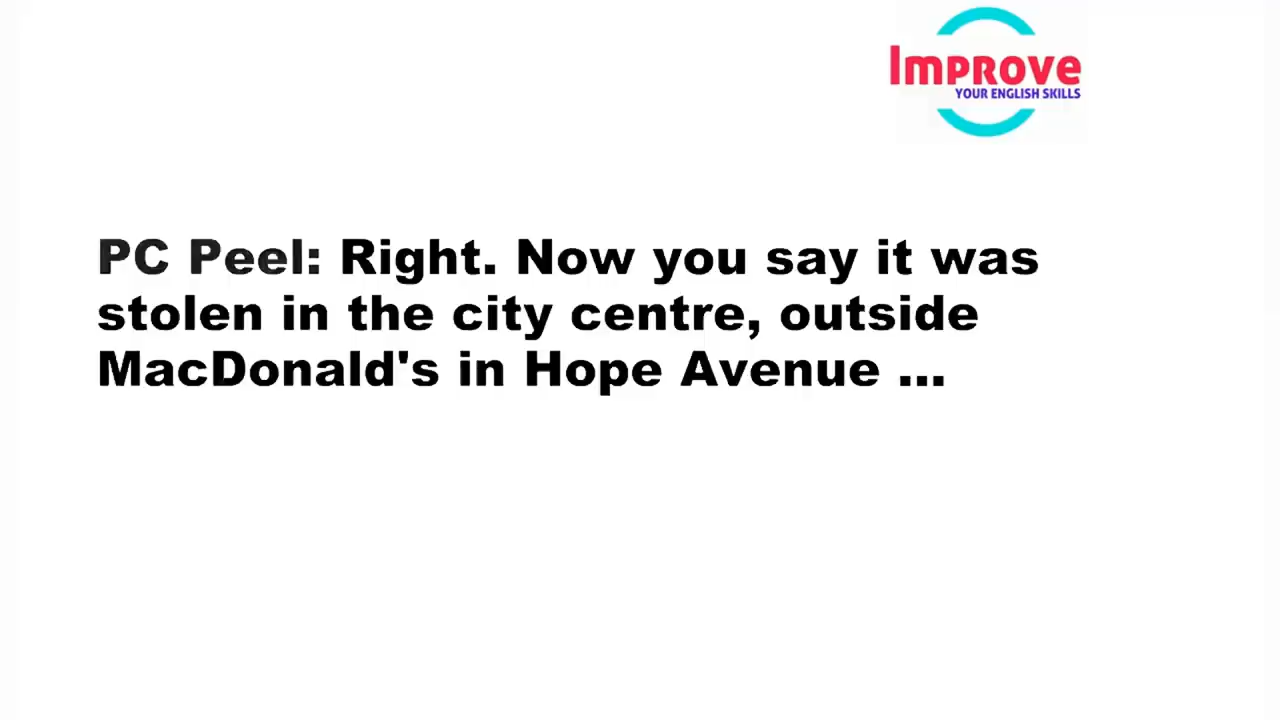 Improve
YOUR ENGLISH SKILLS
PC Peel: Right. Now you say it was
stolen in the city centre, outside
MacDonald's in Hope Avenue ...